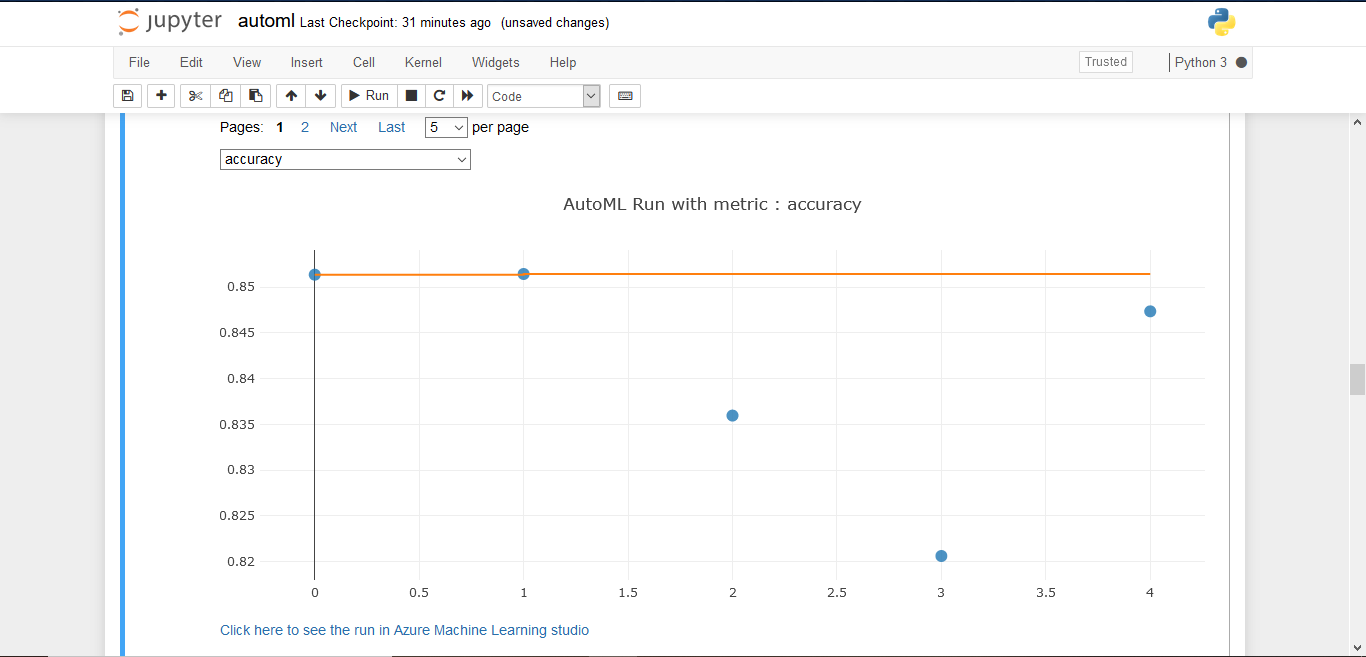 jupyter automl Last Checkpoint: 31 minutes ago (unsaved changes)
File Edit View Insert Cell Kernel Widgets Help Trusted Python 3
Run Code
Pages: 1 2 Next Last 5 per page
accuracy
AutoML Run with metric : accuracy
0.85
0.845
0.84
0.835
0.83
0.825
0.82
0 0.5 1 1.5 2 2.5 3 3.5 4
Click here to see the run in Azure Machine Learning studio